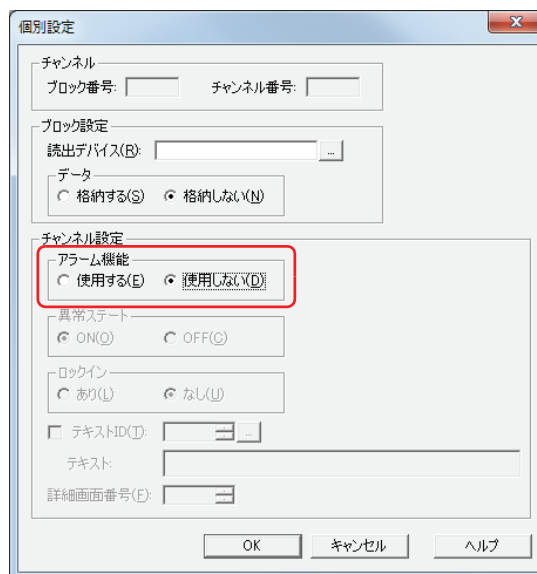 個別設定
チャンネル
ブロック番号: チャンネル番号:
ブロック設定
読出デバイス(R): ...
データ
格納する(S) 格納しない(N)
チャンネル設定
アラーム機能
使用する(E) 使用しない(D)
異常ステート
ON(O) OFF(C)
ロックイン
あり(L) なし(U)
テキストID(T): ...
テキスト:
詳細画面番号(F):
OK キャンセル ヘルプ